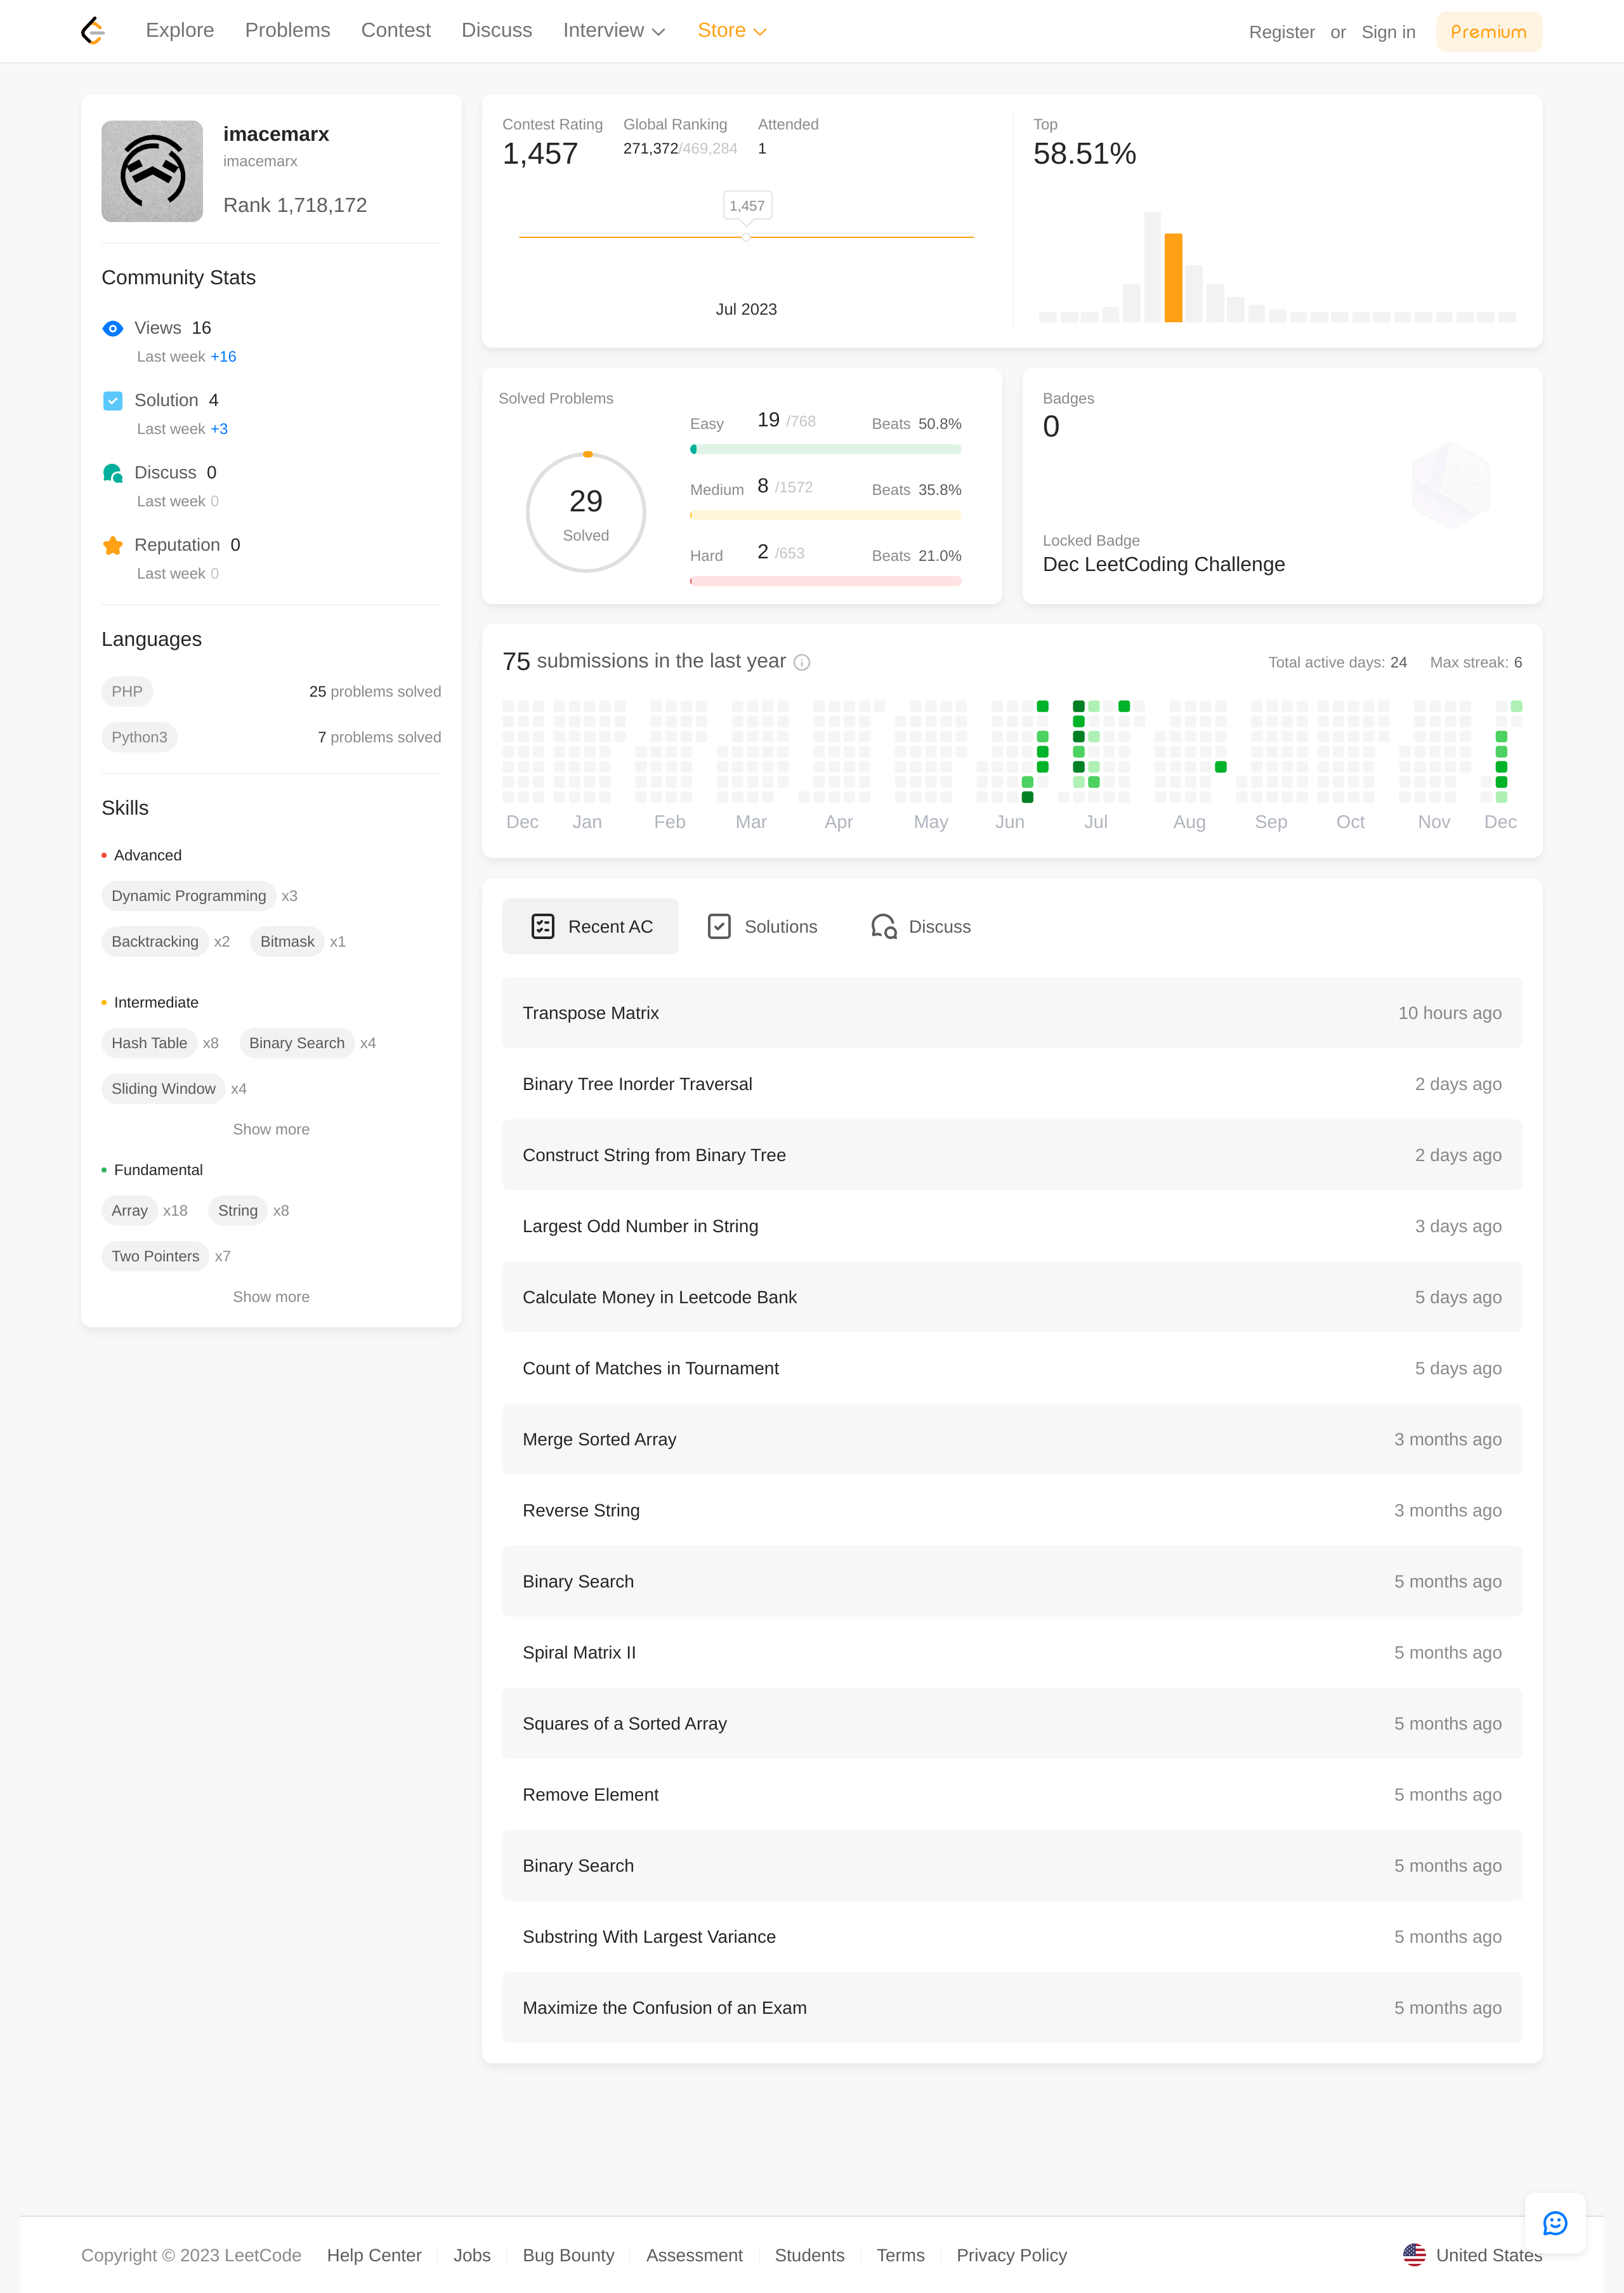 Explore Problems Contest Discuss Interview Store Register or Sign in Premium
imacemarx
imacemarx
Rank 1,718,172
Community Stats
Views 16
Last week +16
Solution 4
Last week +3
Discuss 0
Last week 0
Reputation 0
Last week 0
Languages
PHP 25 problems solved
Python3 7 problems solved
Skills
Advanced
Dynamic Programming x3
Backtracking x2 Bitmask x1
Intermediate
Hash Table x8 Binary Search x4
Sliding Window x4
Show more
Fundamental
Array x18 String x8
Two Pointers x7
Show more
Contest Rating Global Ranking Attended
1,457 271,372/469,284 1
1,457
Jul 2023
Top
58.51%
Solved Problems
29
Solved
Easy 19 /768 Beats 50.8%
Medium 8 /1572 Beats 35.8%
Hard 2 /653 Beats 21.0%
Badges
0
Locked Badge
Dec LeetCoding Challenge
75 submissions in the last year Total active days: 24 Max streak: 6
Dec Jan Feb Mar Apr May Jun Jul Aug Sep Oct Nov Dec
Recent AC Solutions Discuss
Transpose Matrix 10 hours ago
Binary Tree Inorder Traversal 2 days ago
Construct String from Binary Tree 2 days ago
Largest Odd Number in String 3 days ago
Calculate Money in Leetcode Bank 5 days ago
Count of Matches in Tournament 5 days ago
Merge Sorted Array 3 months ago
Reverse String 3 months ago
Binary Search 5 months ago
Spiral Matrix II 5 months ago
Squares of a Sorted Array 5 months ago
Remove Element 5 months ago
Binary Search 5 months ago
Substring With Largest Variance 5 months ago
Maximize the Confusion of an Exam 5 months ago
Copyright © 2023 LeetCode Help Center Jobs Bug Bounty Assessment Students Terms Privacy Policy United States